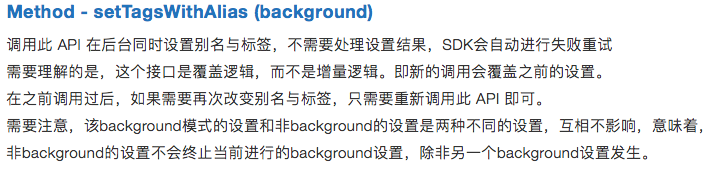 Method - setTagsWithAlias (background)
调用此 API 在后台同时设置别名与标签，不需要处理设置结果，SDK会自动进行失败重试
需要理解的是，这个接口是覆盖逻辑，而不是增量逻辑。即新的调用会覆盖之前的设置。
在之前调用过后，如果需要再次改变别名与标签，只需要重新调用此 API 即可。
需要注意，该background模式的设置和非background的设置是两种不同的设置，互相不影响，意味着，
非background的设置不会终止当前进行的background设置，除非另一个background设置发生。